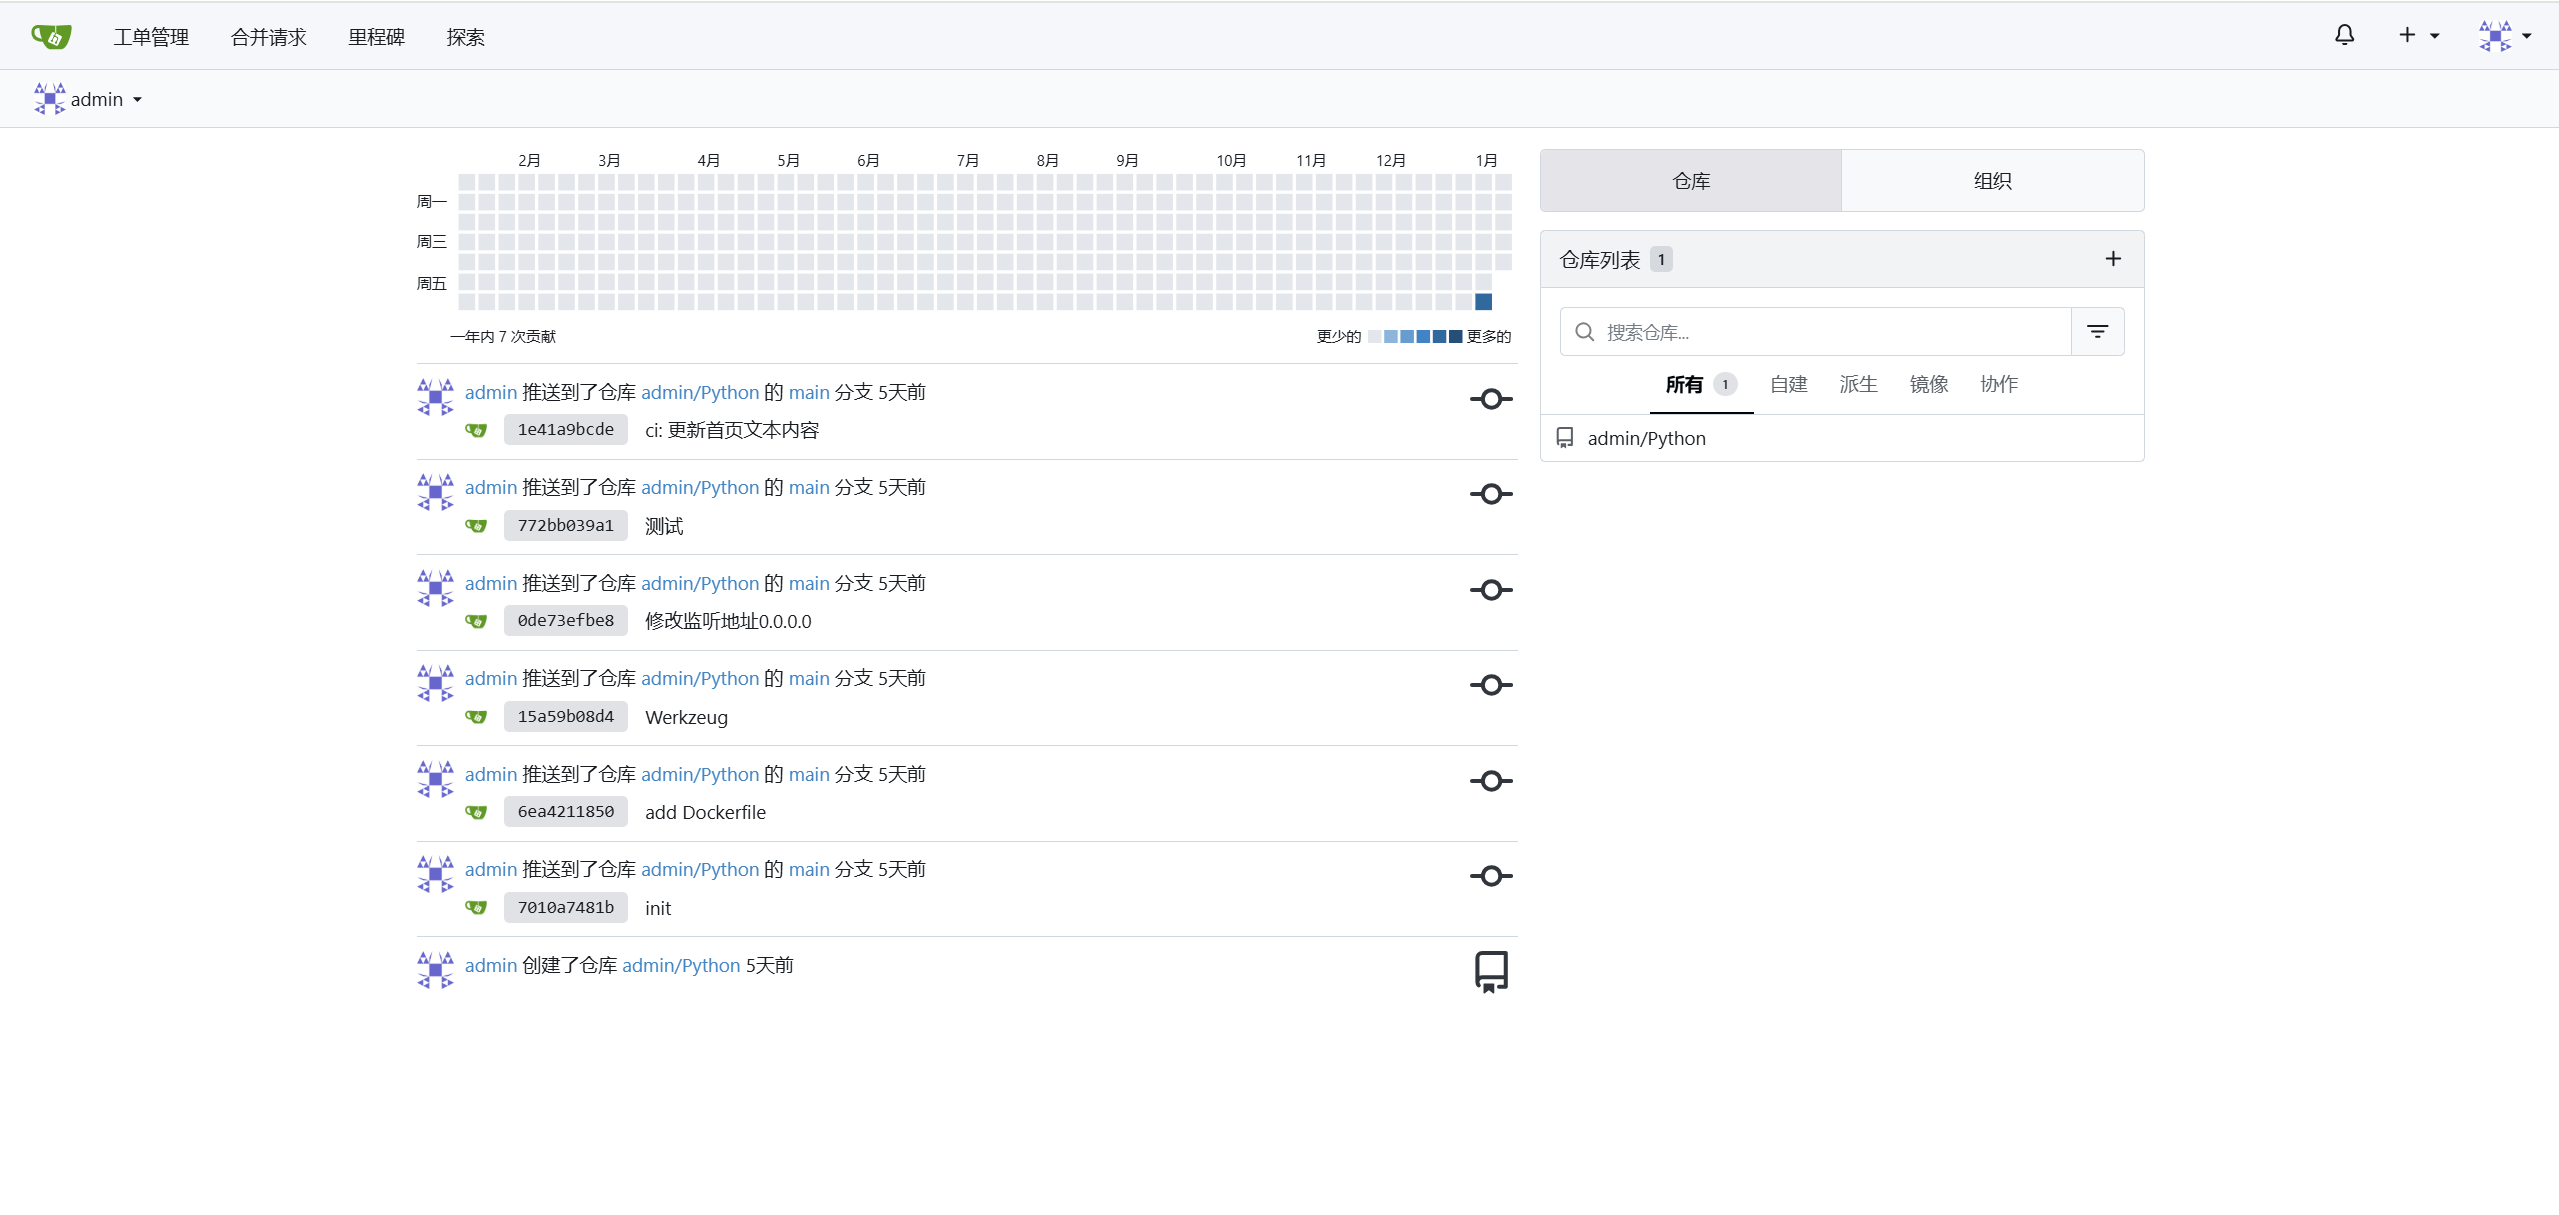 工单管理 合并请求 里程碑 探索
admin
2月 3月 4月 5月 6月 7月 8月 9月 10月 11月 12月 1月
周一
周三
周五
一年内 7 次贡献 更少的 更多的
admin 推送到了仓库 admin/Python 的 main 分支 5天前
1e41a9bcde ci: 更新首页文本内容
admin 推送到了仓库 admin/Python 的 main 分支 5天前
772bb039a1 测试
admin 推送到了仓库 admin/Python 的 main 分支 5天前
0de73efbe8 修改监听地址0.0.0.0
admin 推送到了仓库 admin/Python 的 main 分支 5天前
15a59b08d4 Werkzeug
admin 推送到了仓库 admin/Python 的 main 分支 5天前
6ea4211850 add Dockerfile
admin 推送到了仓库 admin/Python 的 main 分支 5天前
7010a7481b init
admin 创建了仓库 admin/Python 5天前
仓库 组织
仓库列表 1
搜索仓库...
所有 1 自建 派生 镜像 协作
admin/Python